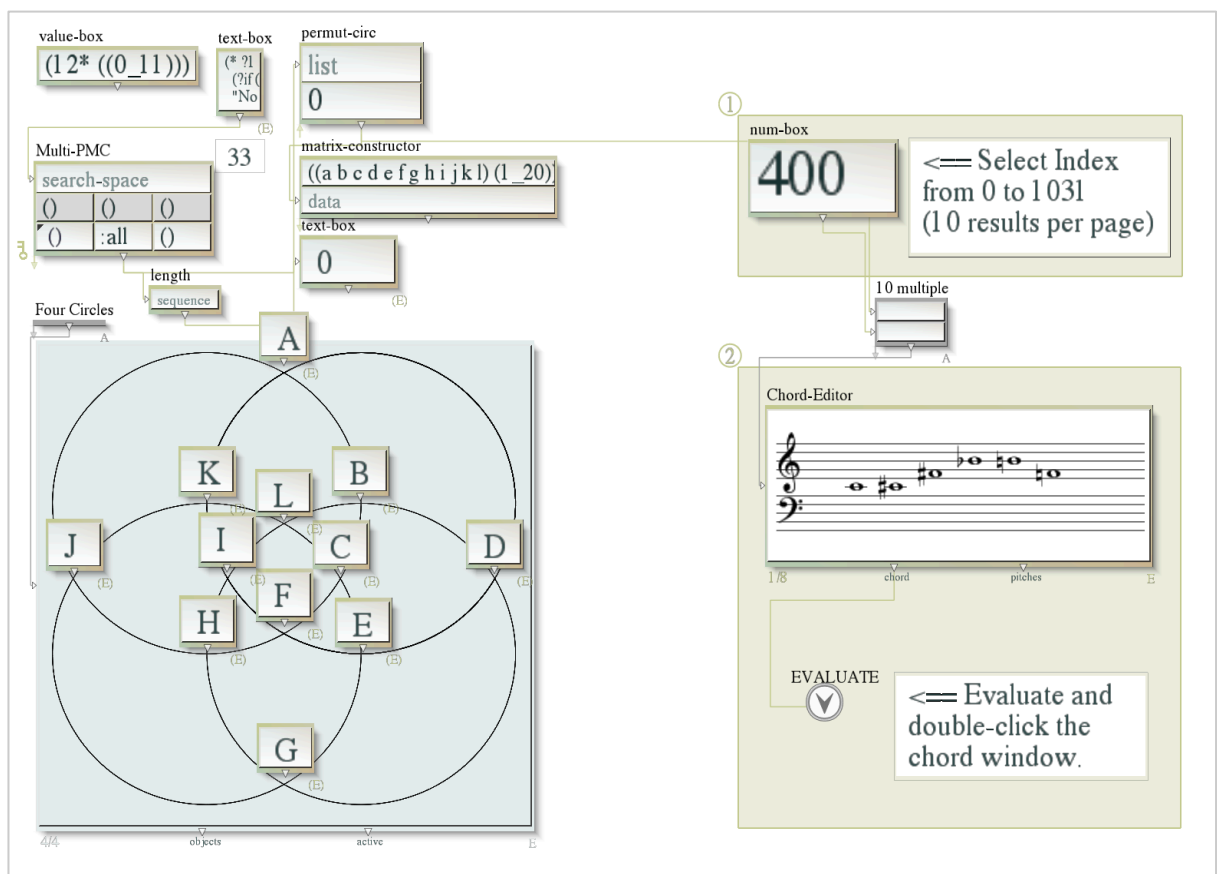 value-box
(12* ((0_11)))
text-box
(* ?1
(?if (
"No
(E)
permut-circ
list
0
Multi-PMC
33
search-space
() () ()
() :all ()
matrix-constructor
((a b c d e f g h i j k l) (1_20))
data
text-box
0
(E)
length
sequence
Four Circles
A
A
(E)
K
(E)
B
(E)
L
(E)
J
(E)
I
(E)
C
(E)
D
(E)
F
(E)
H
(E)
E
(E)
G
(E)
4/4
objects
active
E
1
num-box
400
<== Select Index
from 0 to 1031
(10 results per page)
10 multiple
A
2
Chord-Editor
1/8
chord
pitches
E
EVALUATE
<== Evaluate and
double-click the
chord window.